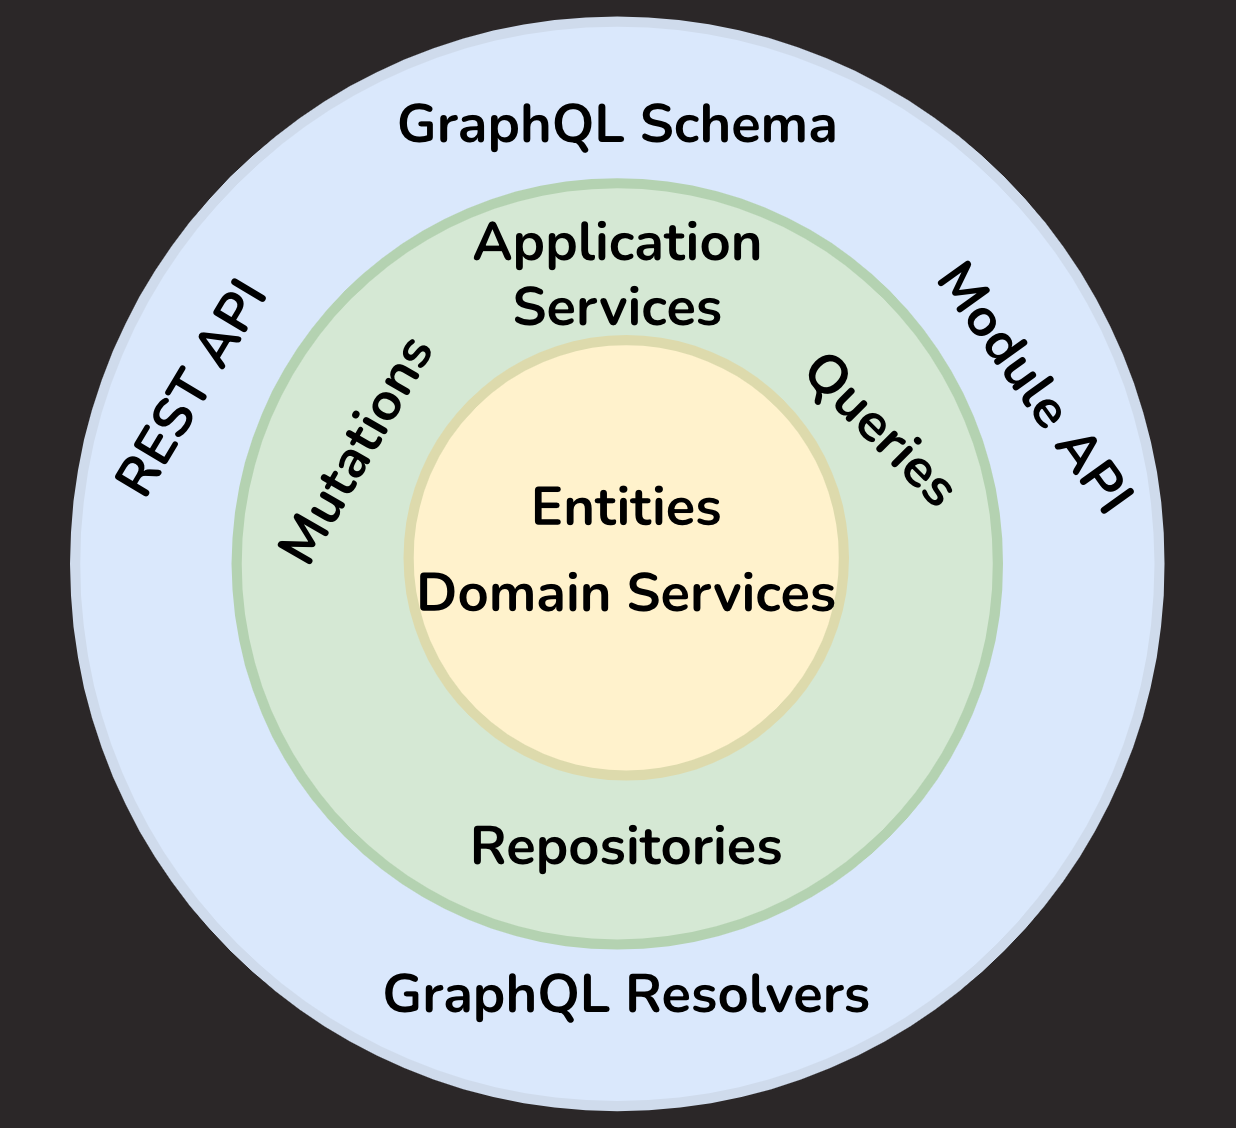 GraphQL Schema
Application
Services
REST API
Mutations
Queries
Module API
Entities
Domain Services
Repositories
GraphQL Resolvers